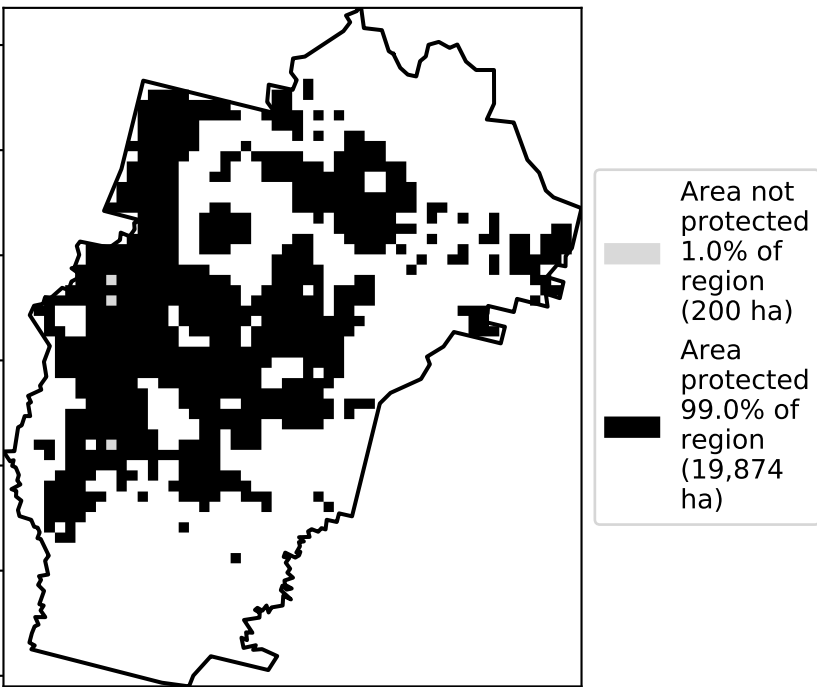 Area not
protected
1.0% of
region
(200 ha)
Area
protected
99.0% of
region
(19,874
ha)